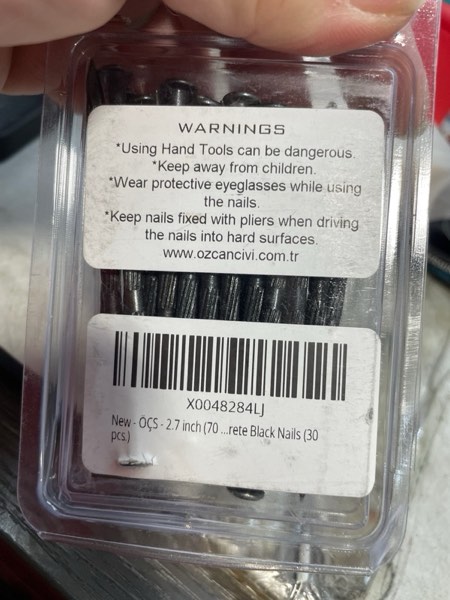 WARNINGS
*Using Hand Tools can be dangerous.
*Keep away from children.
*Wear protective eyeglasses while using
the nails.
*Keep nails fixed with pliers when driving
the nails into hard surfaces.
www.ozcancivi.com.tr
X0048284LJ
New - ÖÇS - 2.7 inch (70 ...rete Black Nails (30
pcs.)